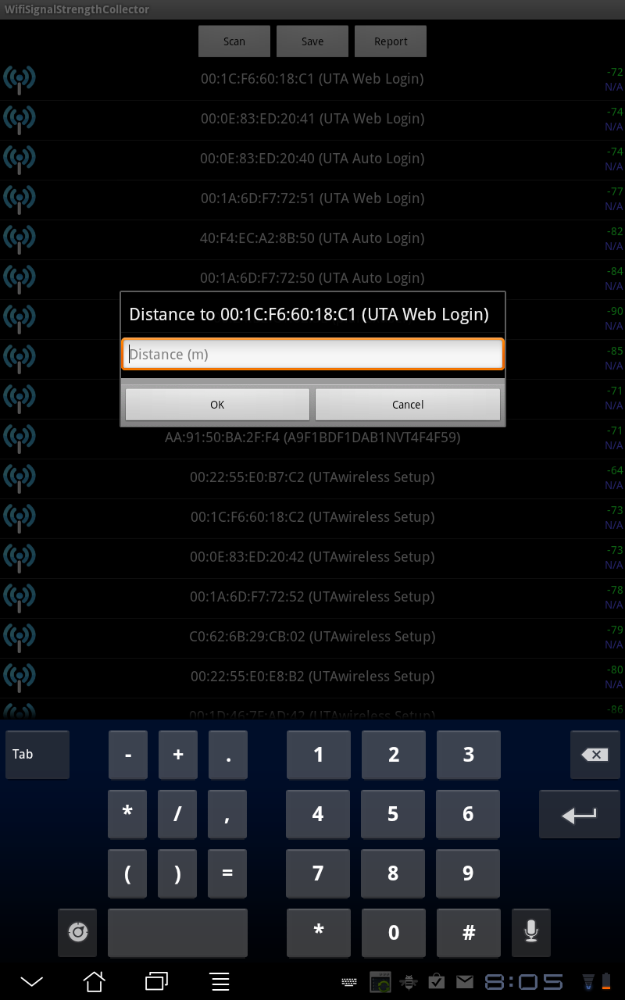 WifiSignalStrengthCollector
Scan Save Report
00:1C:F6:60:18:C1 (UTA Web Login) -72 N/A
00:0E:83:ED:20:41 (UTA Web Login) -74 N/A
00:0E:83:ED:20:40 (UTA Auto Login) -74 N/A
00:1A:6D:F7:72:51 (UTA Web Login) -77 N/A
40:F4:EC:A2:8B:50 (UTA Auto Login) -82 N/A
00:1A:6D:F7:72:50 (UTA Auto Login) -84 N/A
-90 N/A
Distance to 00:1C:F6:60:18:C1 (UTA Web Login)
Distance (m)
-85 N/A
OK Cancel
-71 N/A
AA:91:50:BA:2F:F4 (A9F1BDF1DAB1NVT4F4F59) -71 N/A
00:22:55:E0:B7:C2 (UTAwireless Setup) -64 N/A
00:1C:F6:60:18:C2 (UTAwireless Setup) -73 N/A
00:0E:83:ED:20:42 (UTAwireless Setup) -73 N/A
00:1A:6D:F7:72:52 (UTAwireless Setup) -78 N/A
C0:62:6B:29:CB:02 (UTAwireless Setup) -79 N/A
00:22:55:E0:E8:B2 (UTAwireless Setup) -80 N/A
00:1D:46:7E:AD:42 (UTAwireless Setup) -86
Tab - + . 1 2 3
* / , 4 5 6
( ) = 7 8 9
* 0 #
8:05